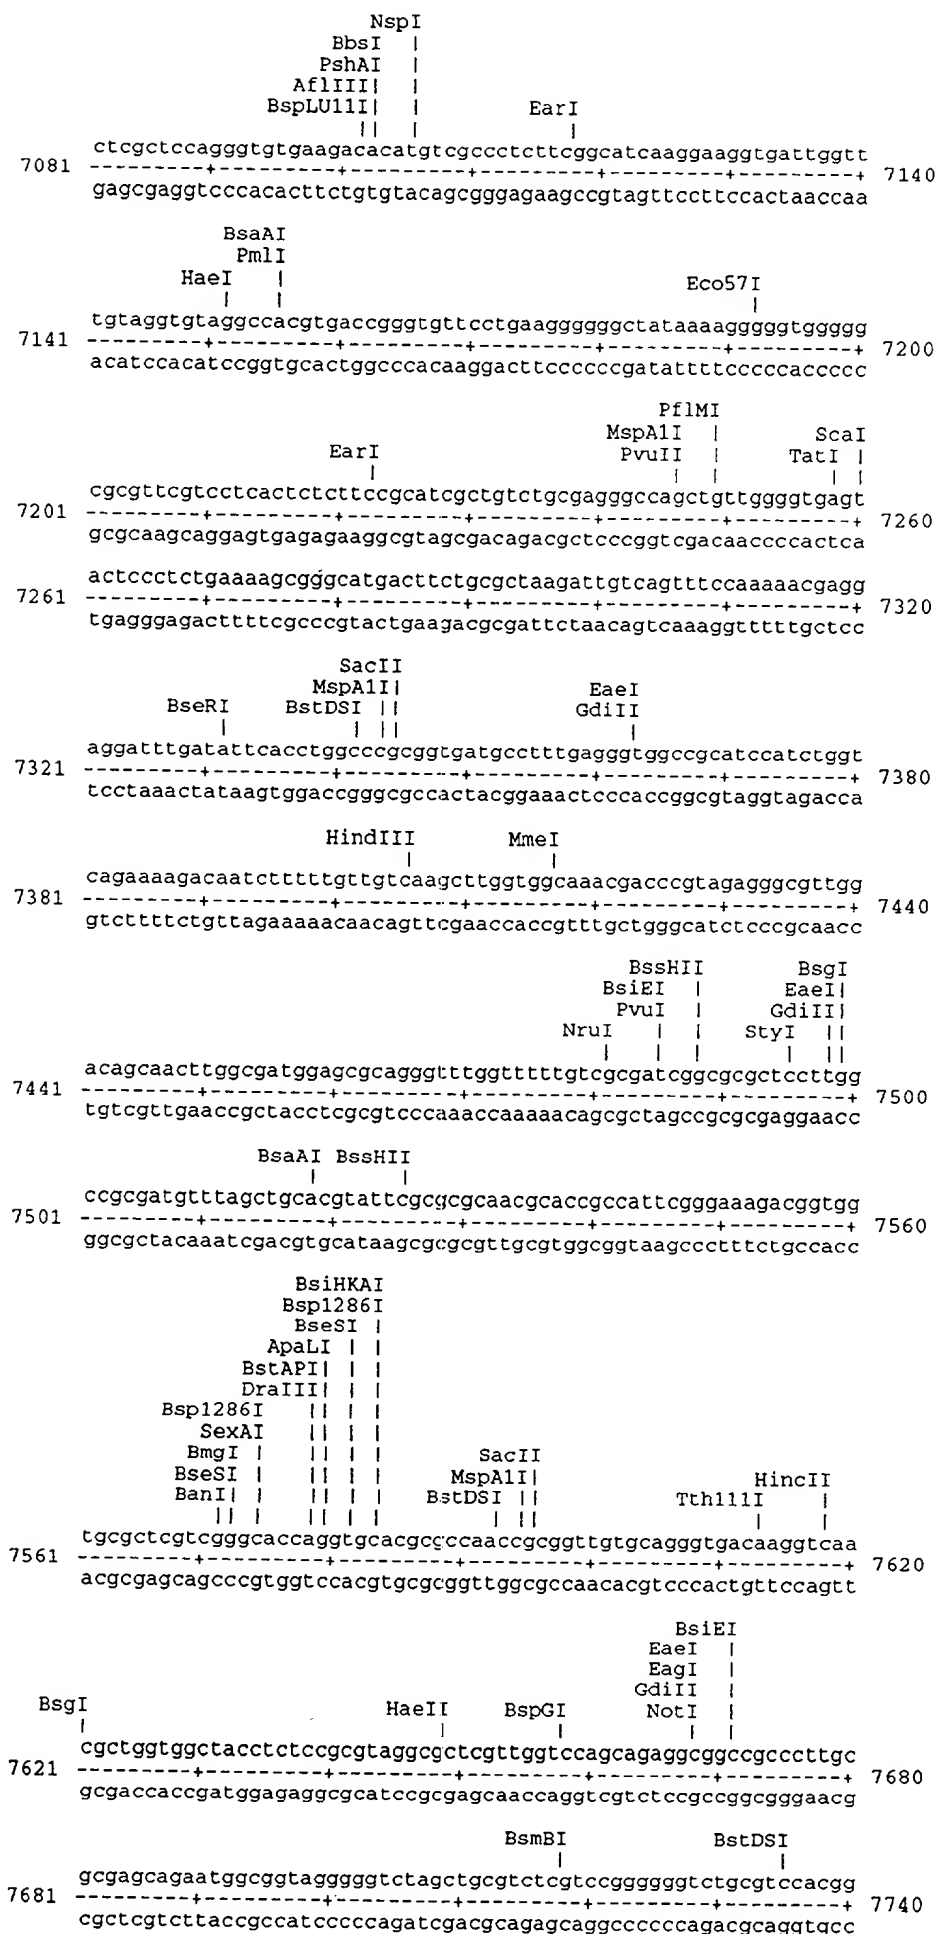 NspI
BbsI |
PshAI |
AflIII| |
BspLU11I| | EarI
|| | |
ctcgctccagggtgtgaagacacatgtcgccctcttcggcatcaaggaaggtgattggtt
7081 ---------+---------+---------+---------+---------+---------+ 7140
gagcgaggtcccacacttctgtgtacagcgggagaagccgtagttccttccactaaccaa
BsaAI
PmlI
HaeI | Eco57I
| | |
tgtaggtgtaggccacgtgaccgggtgttcctgaaggggggctataaaagggggtggggg
7141 ---------+---------+---------+---------+---------+---------+ 7200
acatccacatccggtgcactggcccacaaggacttccccccgatattttcccccaccccc
PflMI
MspA1I | ScaI
EarI PvuII | TatI |
| | | | |
cgcgttcgtcctcactctcttccgcatcgctgtctgcgagggccagctgttggggtgagt
7201 ---------+---------+---------+---------+---------+---------+ 7260
gcgcaagcaggagtgagagaaggcgtagcgacagacgctcccggtcgacaaccccactca
actccctctgaaaagcgggcatgacttctgcgctaagattgtcagtttccaaaaacgagg
7261 ---------+---------+---------+---------+---------+---------+ 7320
tgagggagacttttcgcccgtactgaagacgcgattctaacagtcaaaggtttttgctcc
SacII
MspA1I| EaeI
BseRI BstDSI || GdiII
| | || |
aggatttgatattcacctggcccgcggtgatgcctttgagggtggccgcatccatctggt
7321 ---------+---------+---------+---------+---------+---------+ 7380
tcctaaactataagtggaccgggcgccactacggaaactcccaccggcgtaggtagacca
HindIII MmeI
| |
cagaaaagacaatctttttgttgtcaagcttggtggcaaacgacccgtagagggcgttgg
7381 ---------+---------+---------+---------+---------+---------+ 7440
gtcttttctgttagaaaaacaacagttcgaaccaccgtttgctgggcatctcccgcaacc
BssHII BsgI
BsiEI | EaeI|
PvuI | GdiII|
NruI | | StyI ||
| | | | ||
acagcaacttggcgatggagcgcagggtttggtttttgtcgcgatcggcgcgctccttgg
7441 ---------+---------+---------+---------+---------+---------+ 7500
tgtcgttgaaccgctacctcgcgtcccaaaccaaaaacagcgctagccgcgcgaggaacc
BsaAI BssHII
| |
ccgcgatgtttagctgcacgtattcgcgcgcaacgcaccgccattcgggaaagacggtgg
7501 ---------+---------+---------+---------+---------+---------+ 7560
ggcgctacaaatcgacgtgcataagcgcgcgttgcgtggcggtaagccctttctgccacc
BsiHKAI
Bsp1286I
BseSI |
ApaLI | |
BstAPI| | |
DraIII| | |
Bsp1286I || | |
SexAI || | |
BmgI | || | | SacII
BseSI | || | | MspA1I| HincII
BanI| | || | | BstDSI || Tth111I |
|| | || | | | || | |
tgcgctcgtcgggcaccaggtgcacgcgccaaccgcggttgtgcagggtgacaaggtcaa
7561 ---------+---------+---------+---------+---------+---------+ 7620
acgcgagcagcccgtggtccacgtgcgcggttggcgccaacacgtcccactgttccagtt
BsiEI
EaeI |
EagI |
GdiII |
BsgI HaeII BspGI NotI |
| | | | |
cgctggtggctacctctccgcgtaggcgctcgttggtccagcagaggcggccgcccttgc
7621 ---------+---------+---------+---------+---------+---------+ 7680
gcgaccaccgatggagaggcgcatccgcgagcaaccaggtcgtctccgccggcgggaacg
BsmBI BstDSI
| |
gcgagcagaatggcggtagggggtctagctgcgtctcgtccggggggtctgcgtccacgg
7681 ---------+---------+---------+---------+---------+---------+ 7740
cgctcgtcttaccgccatcccccagatcgacgcagagcaggccccccagacgcaggtgcc